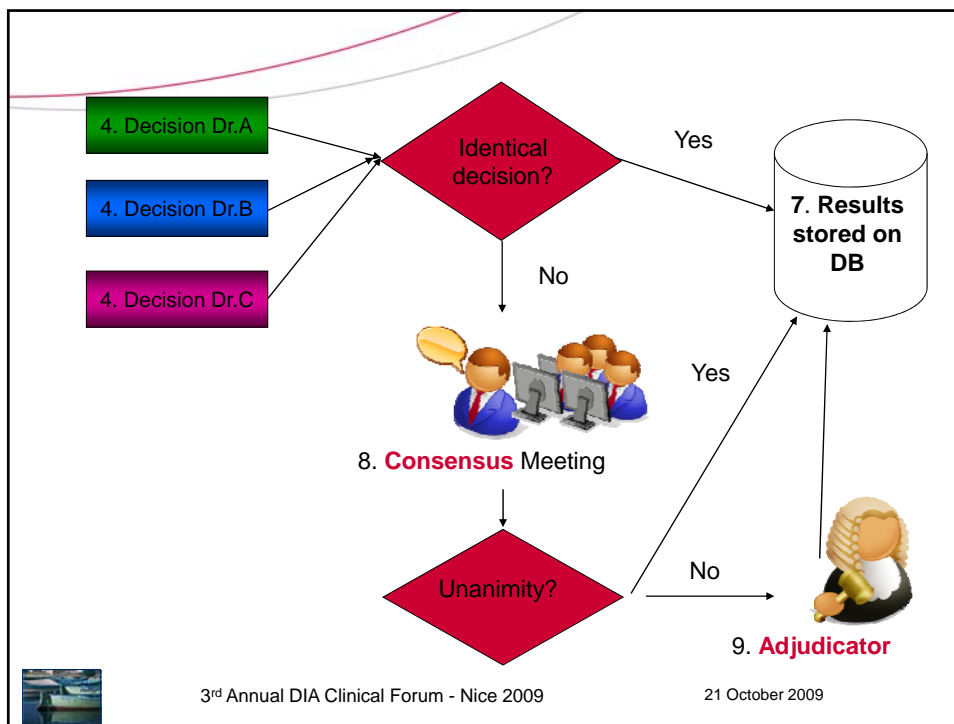 4. Decision Dr.A
4. Decision Dr.B
4. Decision Dr.C
Identical
decision?
Yes
7. Results
stored on
DB
No
8. Consensus Meeting
Yes
Unanimity?
No
9. Adjudicator
3rd Annual DIA Clinical Forum - Nice 2009
21 October 2009